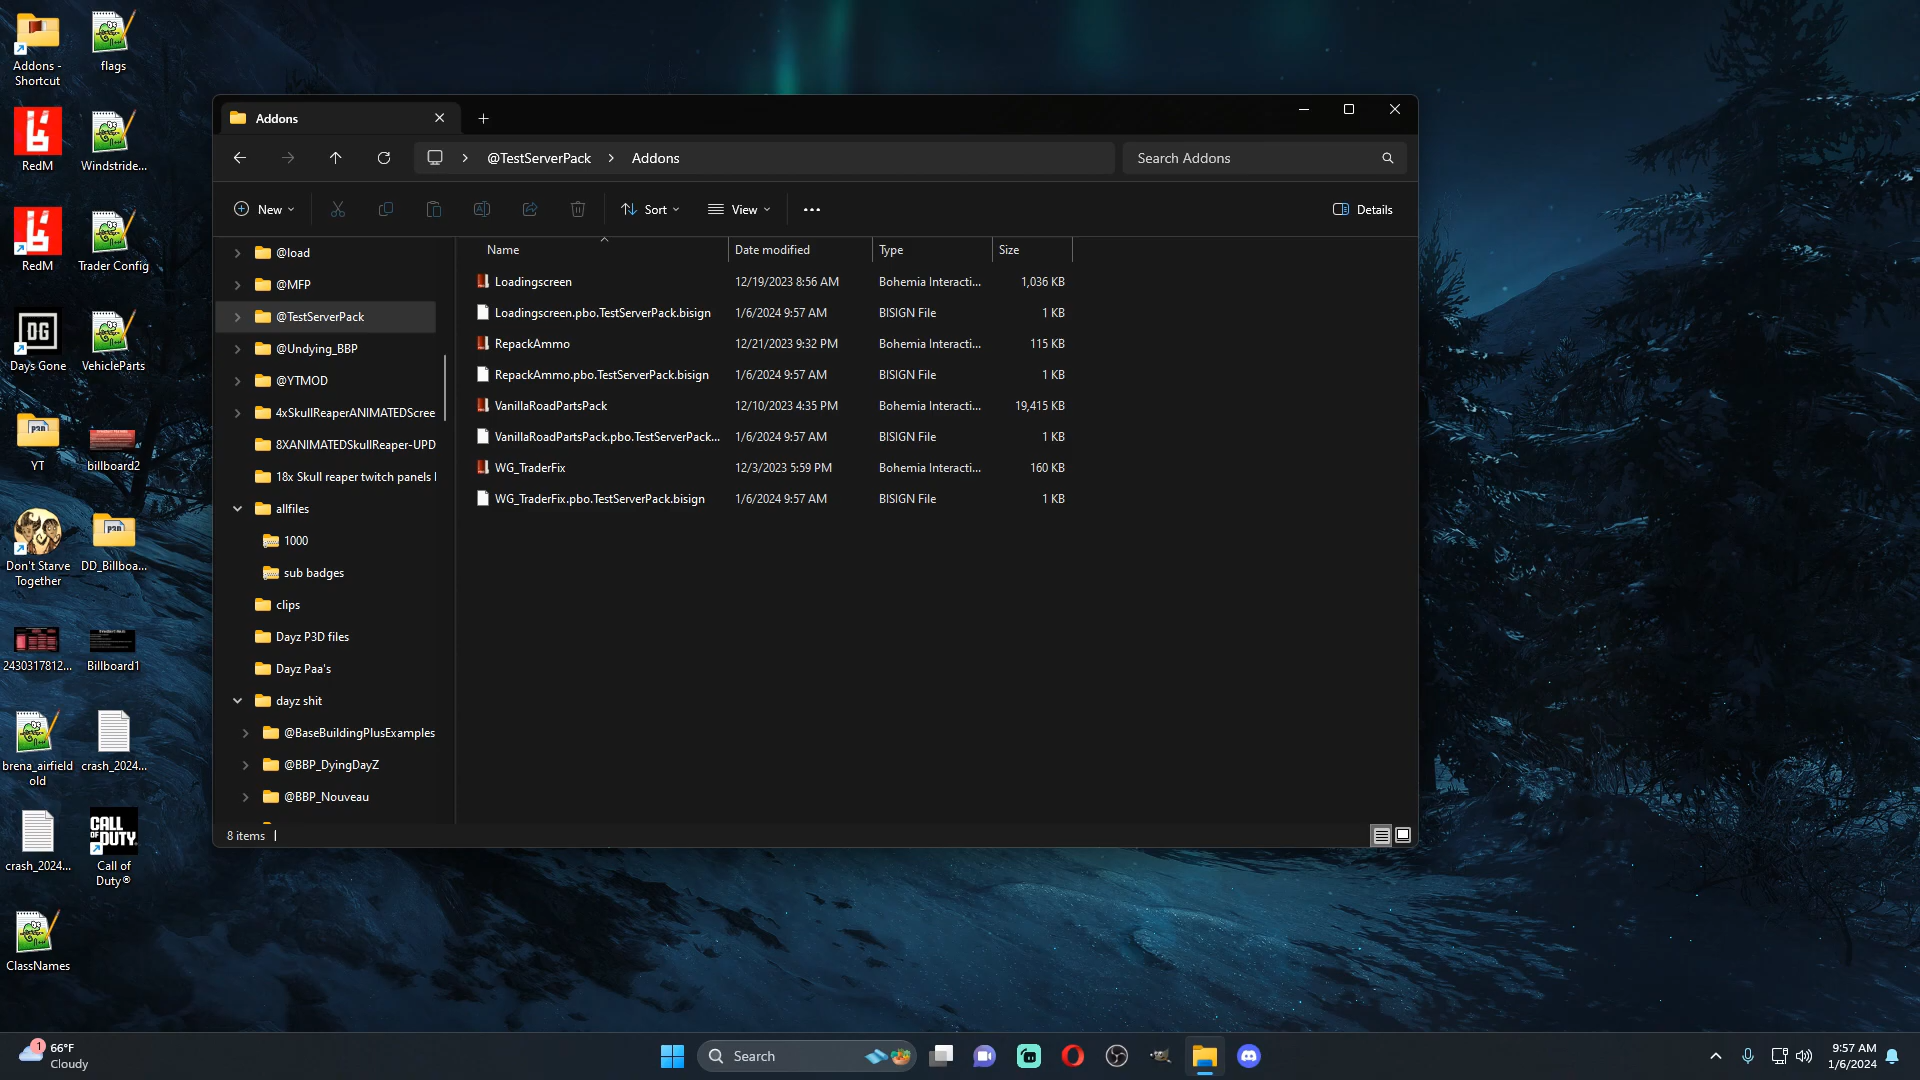 Addons -
Shortcut
flags
RedM
Windstride...
RedM
Trader Config
Days Gone
VehicleParts
YT
billboard2
Don't Starve
Together
DD_Billboa...
2430317812...
Billboard1
brena_airfield
old
crash_2024...
crash_2024...
CALL OF DUTY
Call of
Duty®
ClassNames
Addons
@TestServerPack > Addons
Search Addons
New
Sort
View
Details
@load
@MFP
@TestServerPack
@Undying_BBP
@YTMOD
4xSkullReaperANIMATEDScree
8XANIMATEDSkullReaper-UPD
18x Skull reaper twitch panels
allfiles
1000
sub badges
clips
Dayz P3D files
Dayz Paa's
dayz shit
@BaseBuildingPlusExamples
@BBP_DyingDayZ
@BBP_Nouveau
Name Date modified Type Size
Loadingscreen 12/19/2023 8:56 AM Bohemia Interacti... 1,036 KB
Loadingscreen.pbo.TestServerPack.bisign 1/6/2024 9:57 AM BISIGN File 1 KB
RepackAmmo 12/21/2023 9:32 PM Bohemia Interacti... 115 KB
RepackAmmo.pbo.TestServerPack.bisign 1/6/2024 9:57 AM BISIGN File 1 KB
VanillaRoadPartsPack 12/10/2023 4:35 PM Bohemia Interacti... 19,415 KB
VanillaRoadPartsPack.pbo.TestServerPack... 1/6/2024 9:57 AM BISIGN File 1 KB
WG_TraderFix 12/3/2023 5:59 PM Bohemia Interacti... 160 KB
WG_TraderFix.pbo.TestServerPack.bisign 1/6/2024 9:57 AM BISIGN File 1 KB
8 items
1
66°F
Cloudy
Search
9:57 AM
1/6/2024